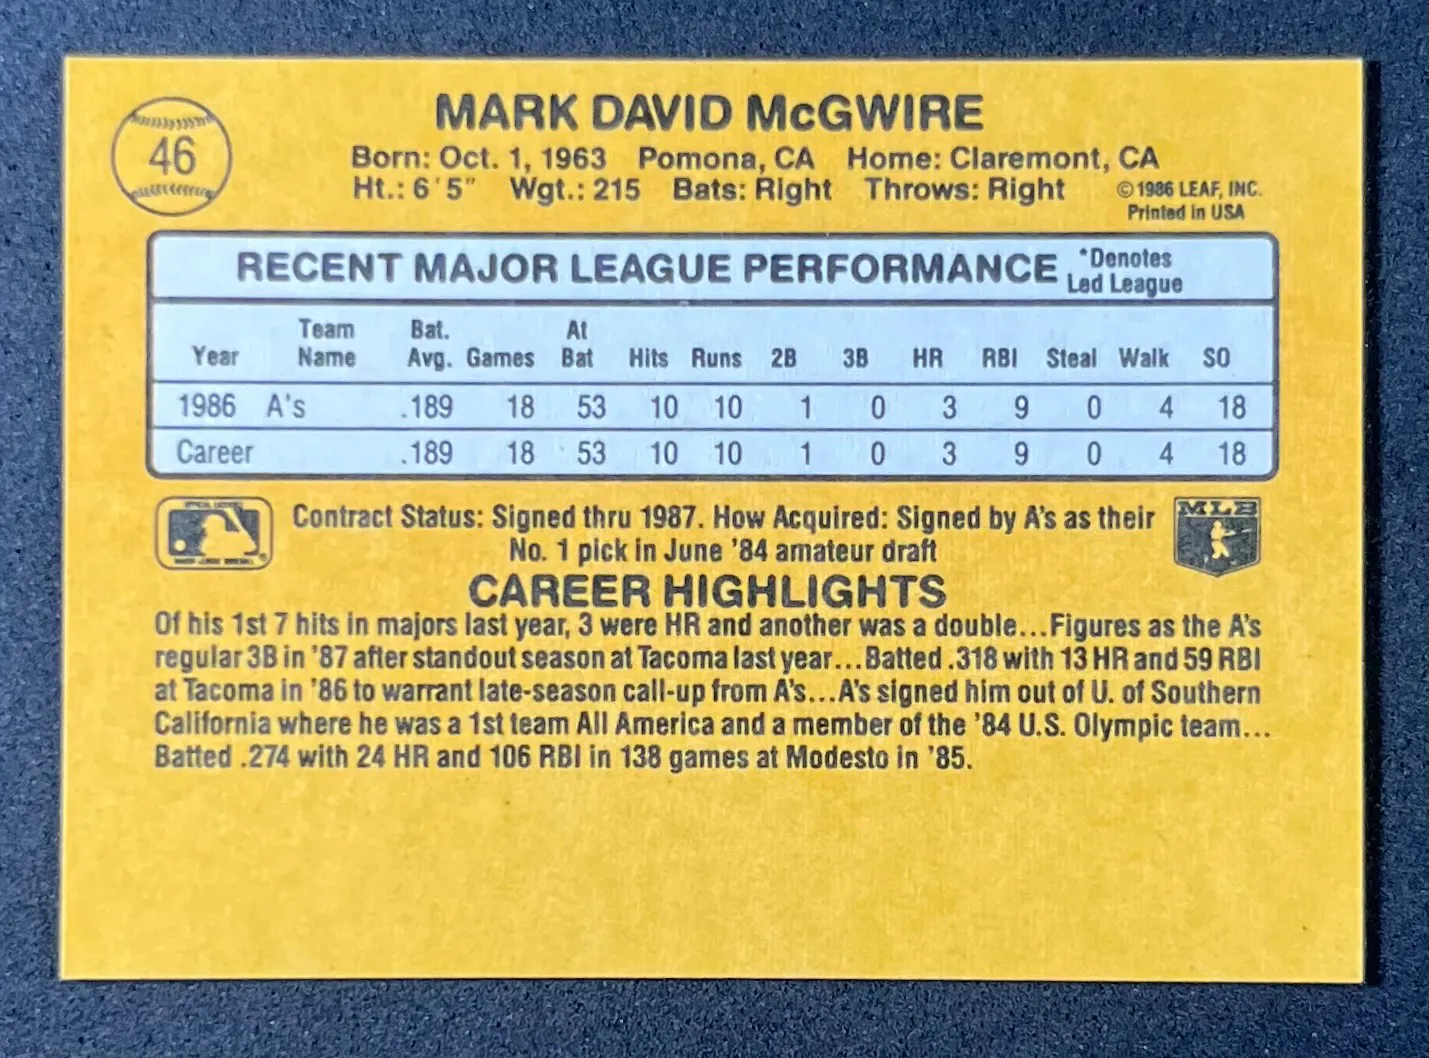 46
MARK DAVID McGWIRE
Born: Oct. 1, 1963 Pomona, CA Home: Claremont, CA
Ht.: 6'5" Wgt.: 215 Bats: Right Throws: Right
©1986 LEAF, INC.
Printed in USA
RECENT MAJOR LEAGUE PERFORMANCE
*Denotes
Led League
Year Team Name Bat. Avg. Games At Bat Hits Runs 2B 3B HR RBI Steal Walk SO
1986 A's .189 18 53 10 10 1 0 3 9 0 4 18
Career .189 18 53 10 10 1 0 3 9 0 4 18
Contract Status: Signed thru 1987. How Acquired: Signed by A's as their
No. 1 pick in June '84 amateur draft
MLB
CAREER HIGHLIGHTS
Of his 1st 7 hits in majors last year, 3 were HR and another was a double...Figures as the A's
regular 3B in '87 after standout season at Tacoma last year...Batted .318 with 13 HR and 59 RBI
at Tacoma in '86 to warrant late-season call-up from A's...A's signed him out of U. of Southern
California where he was a 1st team All America and a member of the '84 U.S. Olympic team...
Batted .274 with 24 HR and 106 RBI in 138 games at Modesto in '85.